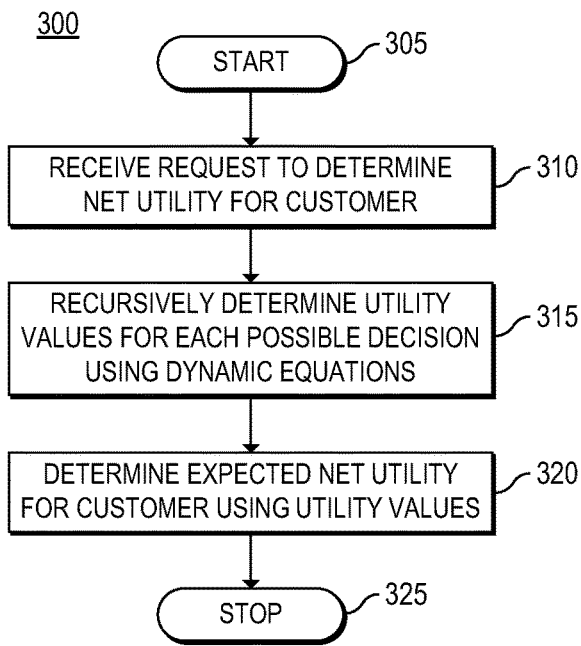 300
START
305
RECEIVE REQUEST TO DETERMINE
NET UTILITY FOR CUSTOMER
310
RECURSIVELY DETERMINE UTILITY
VALUES FOR EACH POSSIBLE DECISION
USING DYNAMIC EQUATIONS
315
DETERMINE EXPECTED NET UTILITY
FOR CUSTOMER USING UTILITY VALUES
320
STOP
325